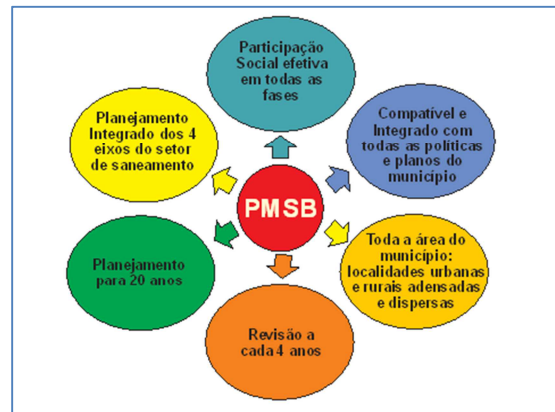 Participação
Social efetiva
em todas as
fases
Planejamento
Integrado dos 4
eixos do setor
de saneamento
Compatível e
Integrado com
todas as políticas
e planos do
município
PMSB
Planejamento
para 20 anos
Toda a área do
município:
localidades urbanas
e rurais adensadas e
dispersas
Revisão a
cada 4 anos